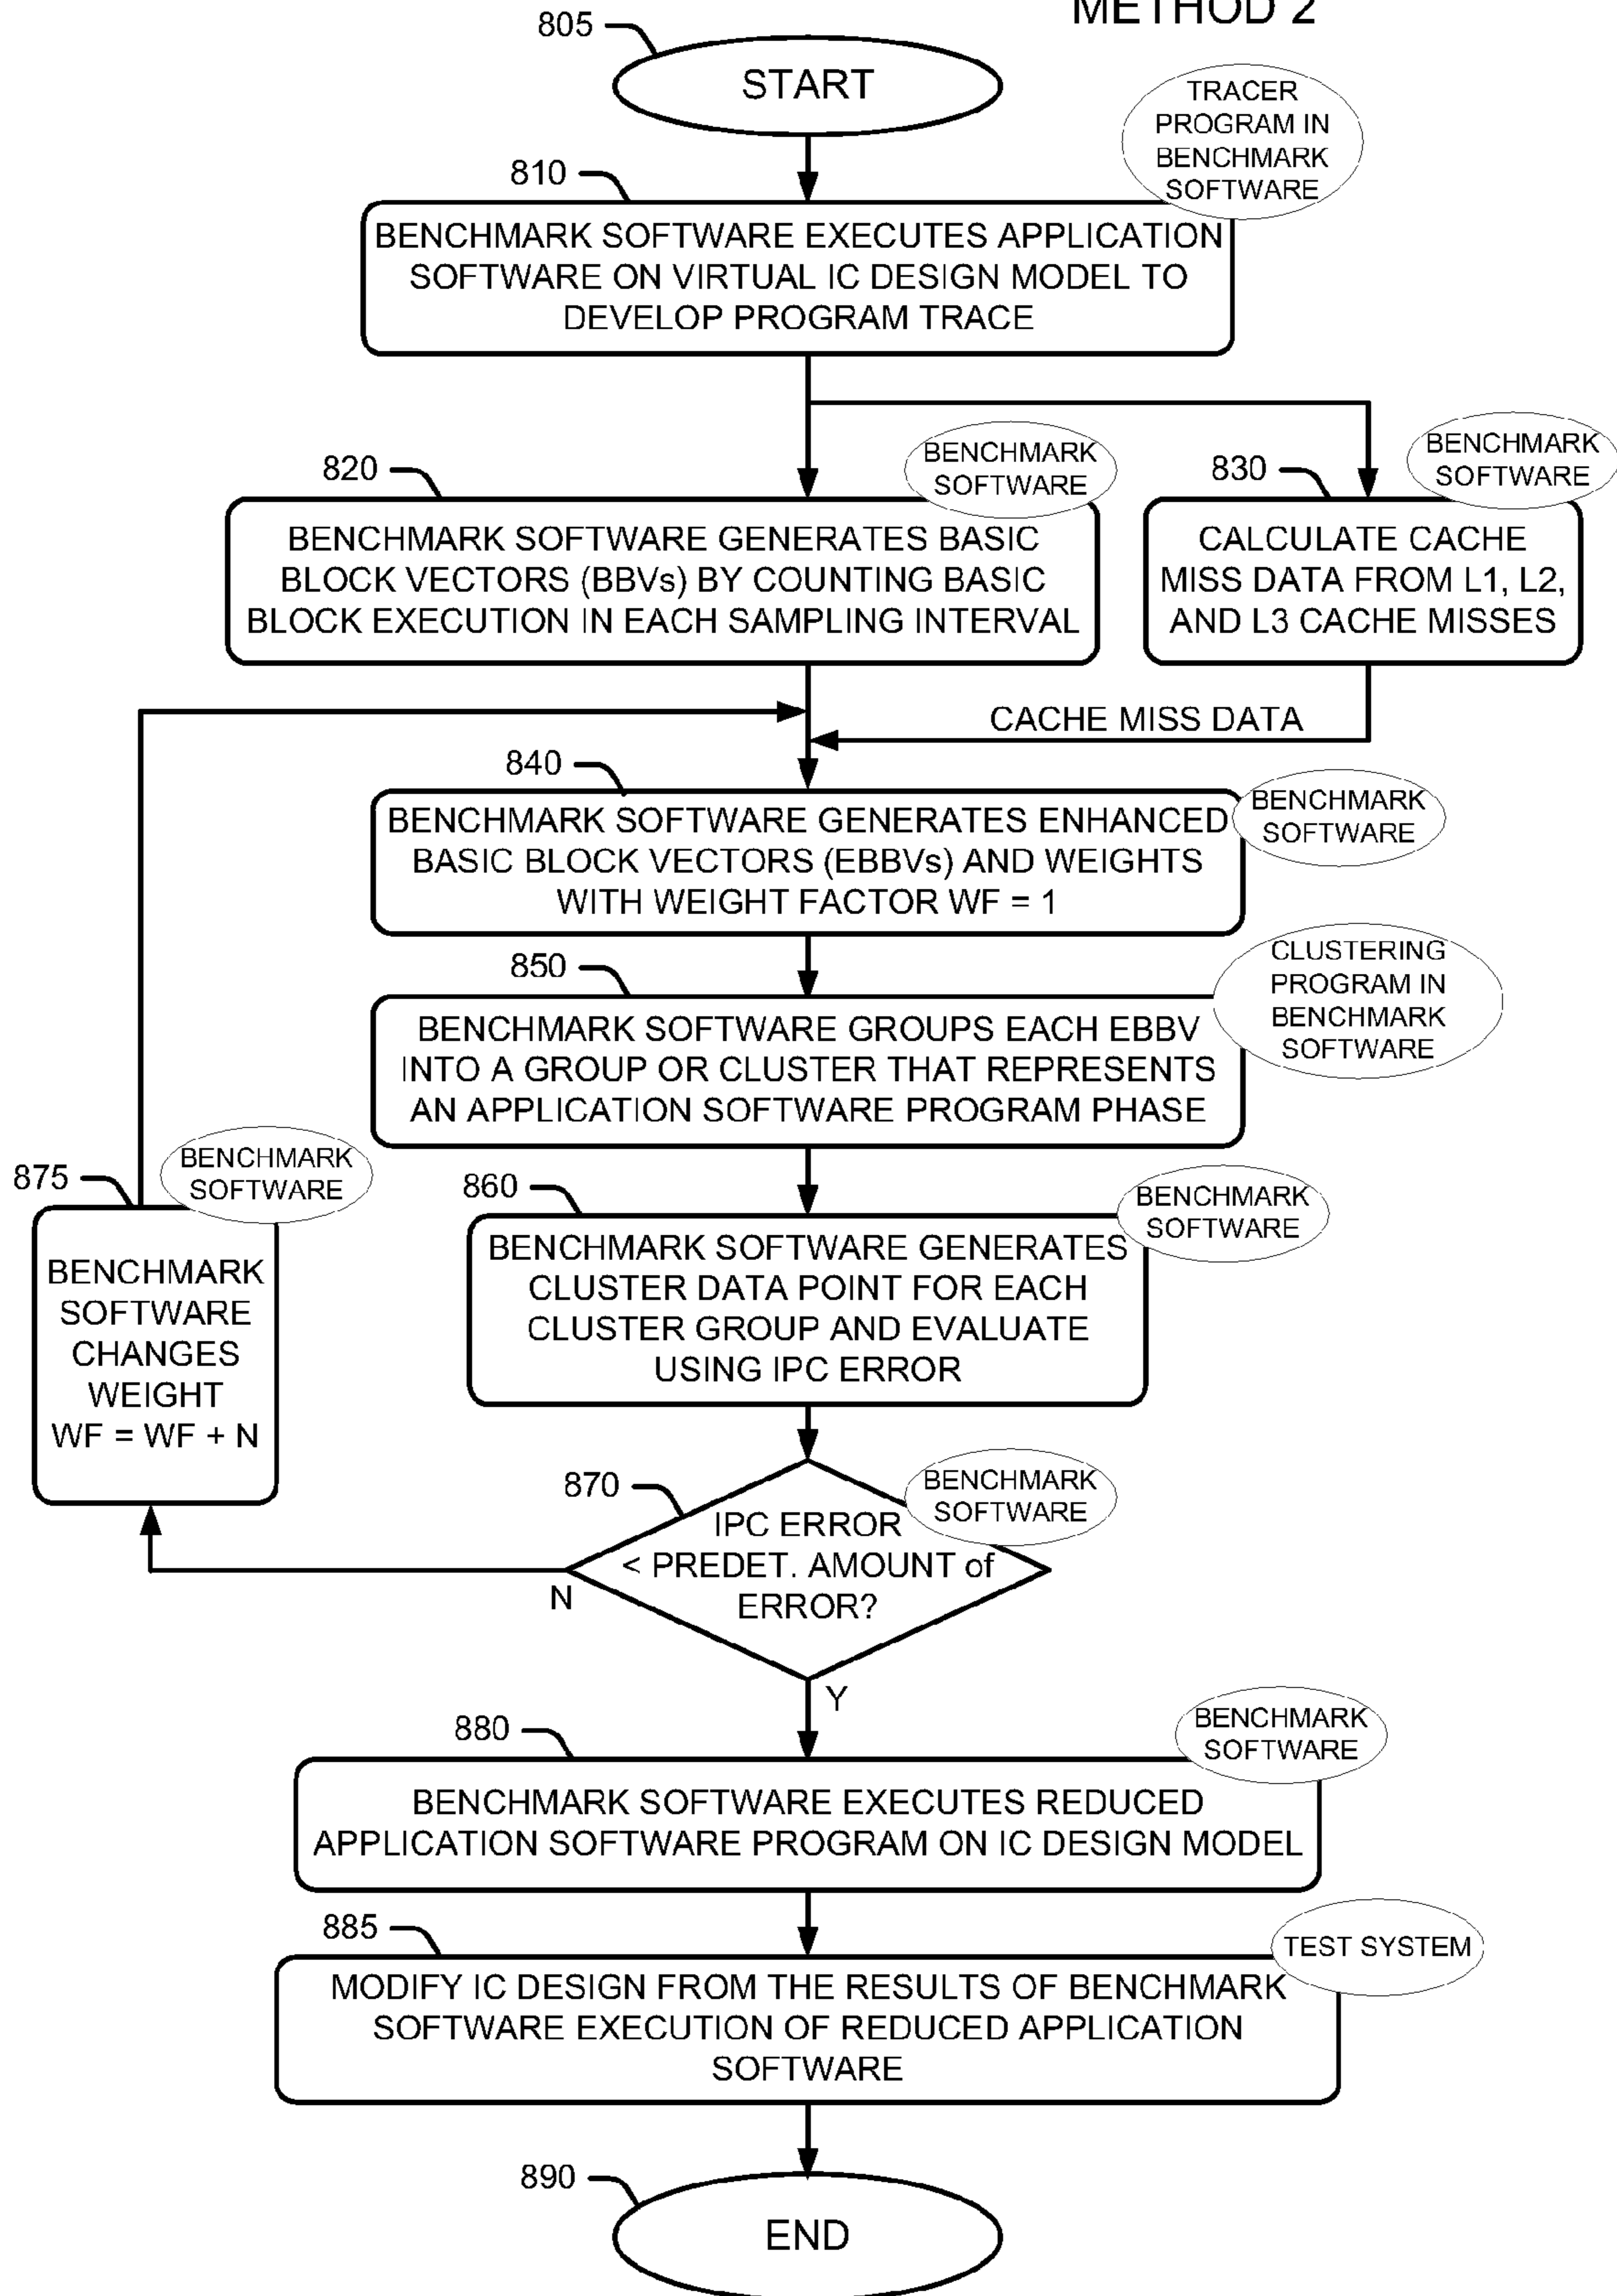 METHOD 2
805
START
TRACER
PROGRAM IN
BENCHMARK
SOFTWARE
810
BENCHMARK SOFTWARE EXECUTES APPLICATION
SOFTWARE ON VIRTUAL IC DESIGN MODEL TO
DEVELOP PROGRAM TRACE
820
BENCHMARK
SOFTWARE
BENCHMARK SOFTWARE GENERATES BASIC
BLOCK VECTORS (BBVs) BY COUNTING BASIC
BLOCK EXECUTION IN EACH SAMPLING INTERVAL
830
BENCHMARK
SOFTWARE
CALCULATE CACHE
MISS DATA FROM L1, L2,
AND L3 CACHE MISSES
CACHE MISS DATA
840
BENCHMARK
SOFTWARE
BENCHMARK SOFTWARE GENERATES ENHANCED
BASIC BLOCK VECTORS (EBBVs) AND WEIGHTS
WITH WEIGHT FACTOR WF = 1
850
CLUSTERING
PROGRAM IN
BENCHMARK
SOFTWARE
BENCHMARK SOFTWARE GROUPS EACH EBBV
INTO A GROUP OR CLUSTER THAT REPRESENTS
AN APPLICATION SOFTWARE PROGRAM PHASE
875
BENCHMARK
SOFTWARE
BENCHMARK
SOFTWARE
CHANGES
WEIGHT
WF = WF + N
860
BENCHMARK
SOFTWARE
BENCHMARK SOFTWARE GENERATES
CLUSTER DATA POINT FOR EACH
CLUSTER GROUP AND EVALUATE
USING IPC ERROR
870
BENCHMARK
SOFTWARE
IPC ERROR
< PREDET. AMOUNT of
ERROR?
N
Y
880
BENCHMARK
SOFTWARE
BENCHMARK SOFTWARE EXECUTES REDUCED
APPLICATION SOFTWARE PROGRAM ON IC DESIGN MODEL
885
TEST SYSTEM
MODIFY IC DESIGN FROM THE RESULTS OF BENCHMARK
SOFTWARE EXECUTION OF REDUCED APPLICATION
SOFTWARE
890
END